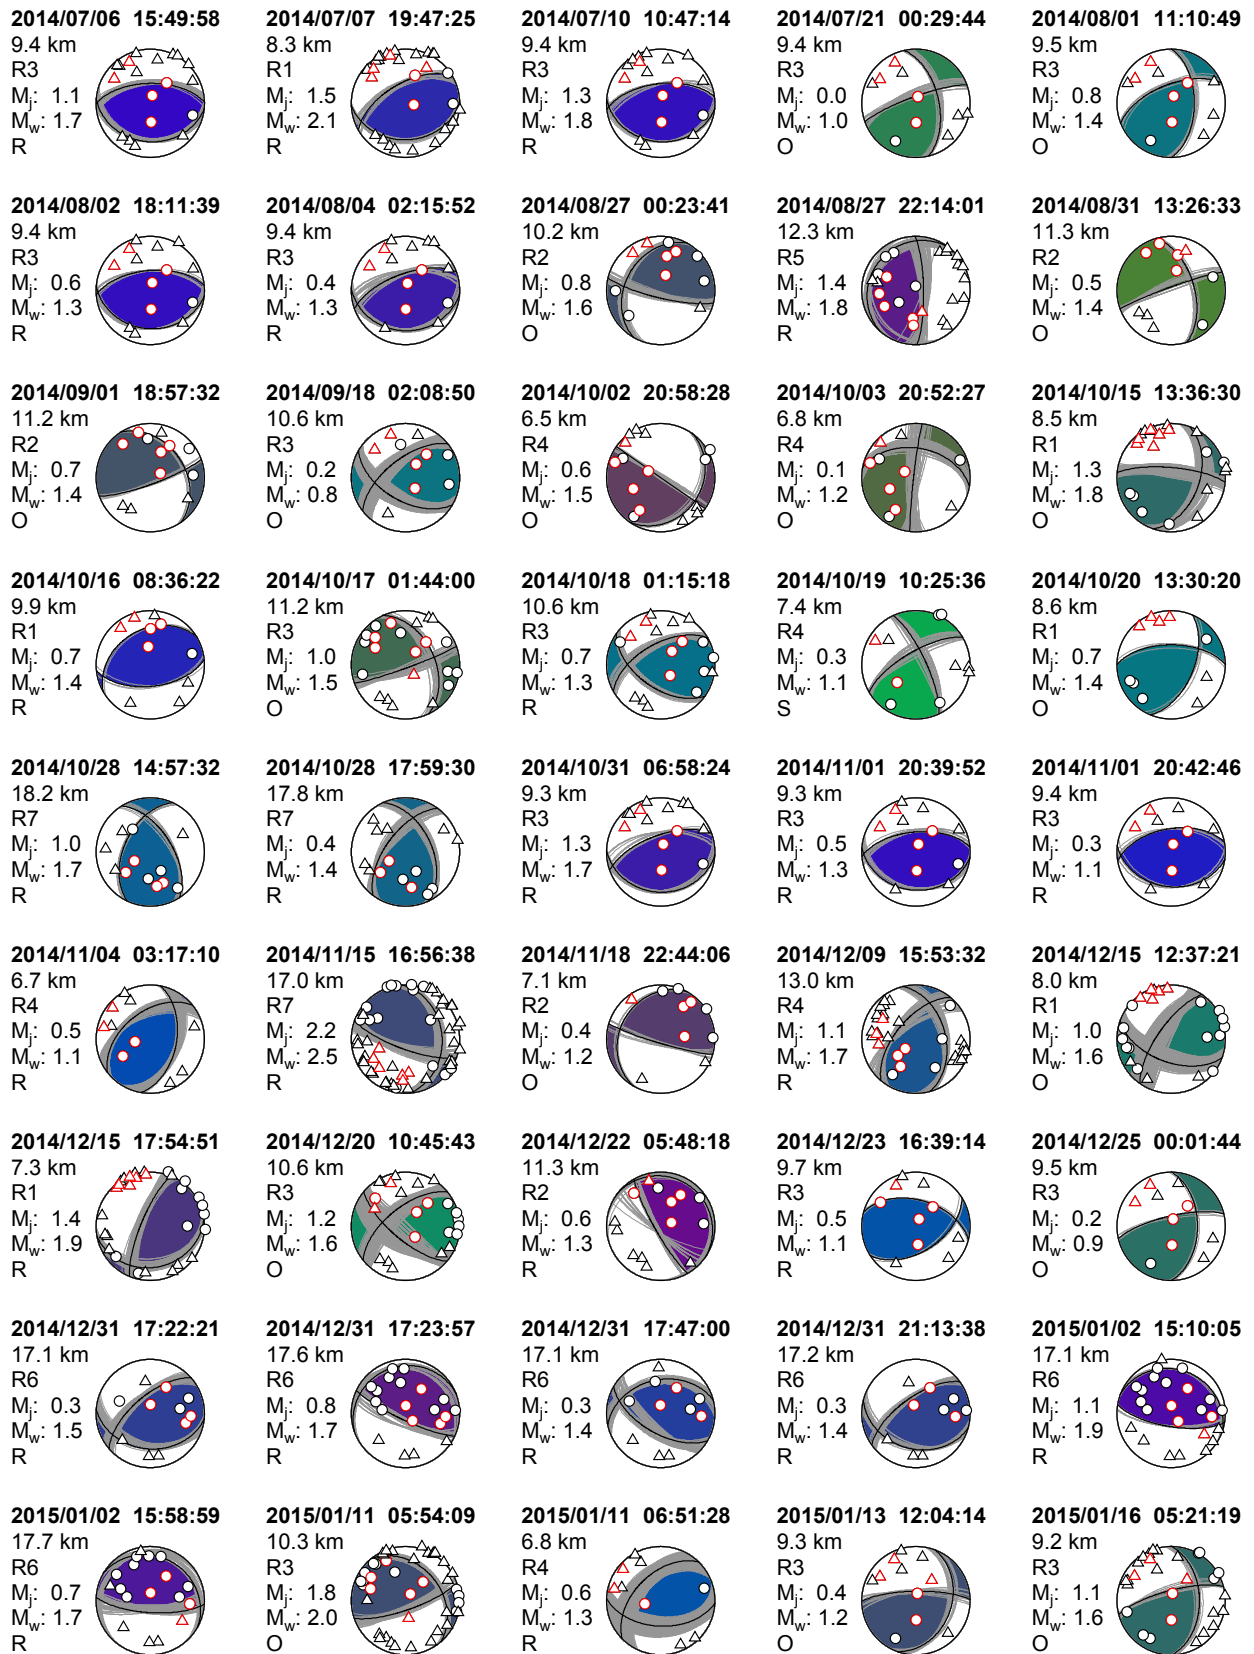 2014/07/06 15:49:58
9.4 km
R3
Mj: 1.1
Mw: 1.7
R
2014/07/07 19:47:25
8.3 km
R1
Mj: 1.5
Mw: 2.1
R
2014/07/10 10:47:14
9.4 km
R3
Mj: 1.3
Mw: 1.8
R
2014/07/21 00:29:44
9.4 km
R3
Mj: 0.0
Mw: 1.0
O
2014/08/01 11:10:49
9.5 km
R3
Mj: 0.8
Mw: 1.4
O
2014/08/02 18:11:39
9.4 km
R3
Mj: 0.6
Mw: 1.3
R
2014/08/04 02:15:52
9.4 km
R3
Mj: 0.4
Mw: 1.3
R
2014/08/27 00:23:41
10.2 km
R2
Mj: 0.8
Mw: 1.6
O
2014/08/27 22:14:01
12.3 km
R5
Mj: 1.4
Mw: 1.8
R
2014/08/31 13:26:33
11.3 km
R2
Mj: 0.5
Mw: 1.4
O
2014/09/01 18:57:32
11.2 km
R2
Mj: 0.7
Mw: 1.4
O
2014/09/18 02:08:50
10.6 km
R3
Mj: 0.2
Mw: 0.8
O
2014/10/02 20:58:28
6.5 km
R4
Mj: 0.6
Mw: 1.5
O
2014/10/03 20:52:27
6.8 km
R4
Mj: 0.1
Mw: 1.2
O
2014/10/15 13:36:30
8.5 km
R1
Mj: 1.3
Mw: 1.8
O
2014/10/16 08:36:22
9.9 km
R1
Mj: 0.7
Mw: 1.4
R
2014/10/17 01:44:00
11.2 km
R3
Mj: 1.0
Mw: 1.5
O
2014/10/18 01:15:18
10.6 km
R3
Mj: 0.7
Mw: 1.3
R
2014/10/19 10:25:36
7.4 km
R4
Mj: 0.3
Mw: 1.1
S
2014/10/20 13:30:20
8.6 km
R1
Mj: 0.7
Mw: 1.4
O
2014/10/28 14:57:32
18.2 km
R7
Mj: 1.0
Mw: 1.7
R
2014/10/28 17:59:30
17.8 km
R7
Mj: 0.4
Mw: 1.4
R
2014/10/31 06:58:24
9.3 km
R3
Mj: 1.3
Mw: 1.7
R
2014/11/01 20:39:52
9.3 km
R3
Mj: 0.5
Mw: 1.3
R
2014/11/01 20:42:46
9.4 km
R3
Mj: 0.3
Mw: 1.1
R
2014/11/04 03:17:10
6.7 km
R4
Mj: 0.5
Mw: 1.1
R
2014/11/15 16:56:38
17.0 km
R7
Mj: 2.2
Mw: 2.5
R
2014/11/18 22:44:06
7.1 km
R2
Mj: 0.4
Mw: 1.2
O
2014/12/09 15:53:32
13.0 km
R4
Mj: 1.1
Mw: 1.7
R
2014/12/15 12:37:21
8.0 km
R1
Mj: 1.0
Mw: 1.6
O
2014/12/15 17:54:51
7.3 km
R1
Mj: 1.4
Mw: 1.9
R
2014/12/20 10:45:43
10.6 km
R3
Mj: 1.2
Mw: 1.6
O
2014/12/22 05:48:18
11.3 km
R2
Mj: 0.6
Mw: 1.3
R
2014/12/23 16:39:14
9.7 km
R3
Mj: 0.5
Mw: 1.1
R
2014/12/25 00:01:44
9.5 km
R3
Mj: 0.2
Mw: 0.9
O
2014/12/31 17:22:21
17.1 km
R6
Mj: 0.3
Mw: 1.5
R
2014/12/31 17:23:57
17.6 km
R6
Mj: 0.8
Mw: 1.7
R
2014/12/31 17:47:00
17.1 km
R6
Mj: 0.3
Mw: 1.4
R
2014/12/31 21:13:38
17.2 km
R6
Mj: 0.3
Mw: 1.4
R
2015/01/02 15:10:05
17.1 km
R6
Mj: 1.1
Mw: 1.9
R
2015/01/02 15:58:59
17.7 km
R6
Mj: 0.7
Mw: 1.7
R
2015/01/11 05:54:09
10.3 km
R3
Mj: 1.8
Mw: 2.0
O
2015/01/11 06:51:28
6.8 km
R4
Mj: 0.6
Mw: 1.3
R
2015/01/13 12:04:14
9.3 km
R3
Mj: 0.4
Mw: 1.2
O
2015/01/16 05:21:19
9.2 km
R3
Mj: 1.1
Mw: 1.6
O